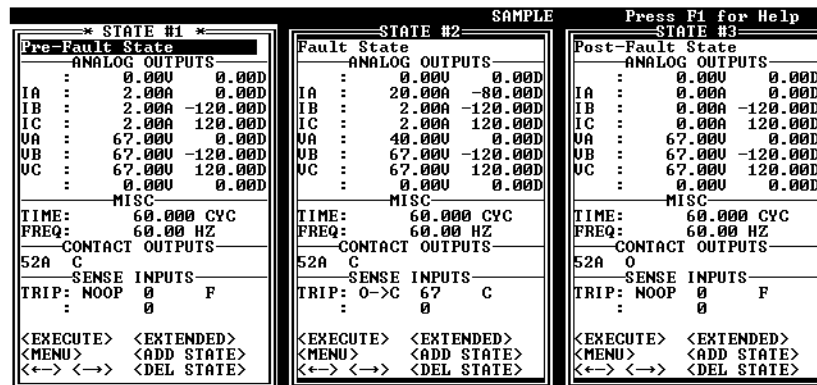 SAMPLE Press F1 for Help
* STATE #1 *
Pre-Fault State
ANALOG OUTPUTS
: 0.00V 0.00D
IA : 2.00A 0.00D
IB : 2.00A -120.00D
IC : 2.00A 120.00D
VA : 67.00V 0.00D
VB : 67.00V -120.00D
VC : 67.00V 120.00D
: 0.00V 0.00D
MISC
TIME: 60.000 CYC
FREQ: 60.00 HZ
CONTACT OUTPUTS
52A C
SENSE INPUTS
TRIP: NOOP 0 F
: 0
<EXECUTE> <EXTENDED>
<MENU> <ADD STATE>
<←> <→> <DEL STATE>
STATE #2
Fault State
ANALOG OUTPUTS
: 0.00V 0.00D
IA : 20.00A -80.00D
IB : 2.00A -120.00D
IC : 2.00A 120.00D
VA : 40.00V 0.00D
VB : 67.00V -120.00D
VC : 67.00V 120.00D
: 0.00V 0.00D
MISC
TIME: 60.000 CYC
FREQ: 60.00 HZ
CONTACT OUTPUTS
52A C
SENSE INPUTS
TRIP: O->C 67 C
: 0
<EXECUTE> <EXTENDED>
<MENU> <ADD STATE>
<←> <→> <DEL STATE>
STATE #3
Post-Fault State
ANALOG OUTPUTS
: 0.00V 0.00D
IA : 0.00A 0.00D
IB : 0.00A -120.00D
IC : 0.00A 120.00D
VA : 67.00V 0.00D
VB : 67.00V -120.00D
VC : 67.00V 120.00D
: 0.00V 0.00D
MISC
TIME: 60.000 CYC
FREQ: 60.00 HZ
CONTACT OUTPUTS
52A O
SENSE INPUTS
TRIP: NOOP 0 F
: 0
<EXECUTE> <EXTENDED>
<MENU> <ADD STATE>
<←> <→> <DEL STATE>